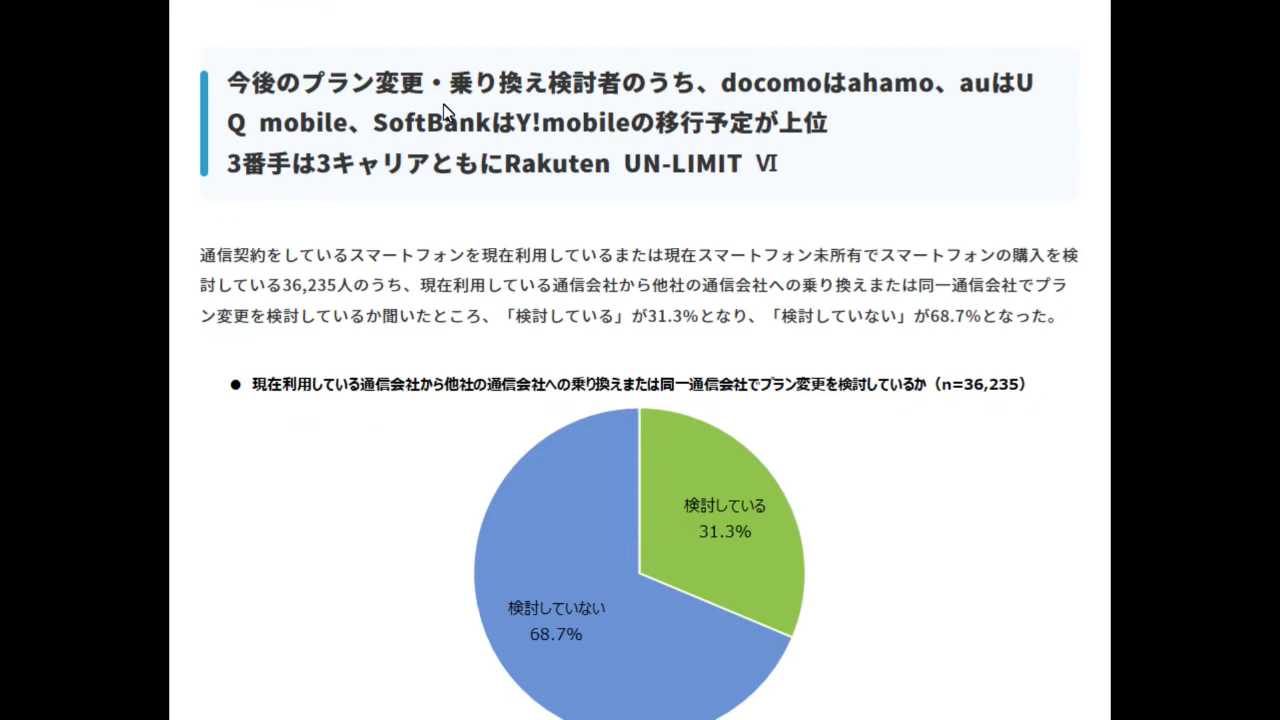 今後のプラン変更・乗り換え検討者のうち、docomoはahamo、auはU
Q mobile、SoftBankはY!mobileの移行予定が上位
3番手は3キャリアともにRakuten UN-LIMIT Ⅵ
通信契約をしているスマートフォンを現在利用しているまたは現在スマートフォン未所有でスマートフォンの購入を検
討している36,235人のうち、現在利用している通信会社から他社の通信会社への乗り換えまたは同一通信会社でプラ
ン変更を検討しているか聞いたところ、「検討している」が31.3%となり、「検討していない」が68.7%となった。
● 現在利用している通信会社から他社の通信会社への乗り換えまたは同一通信会社でプラン変更を検討しているか（n=36,235）
検討している
31.3%
検討していない
68.7%